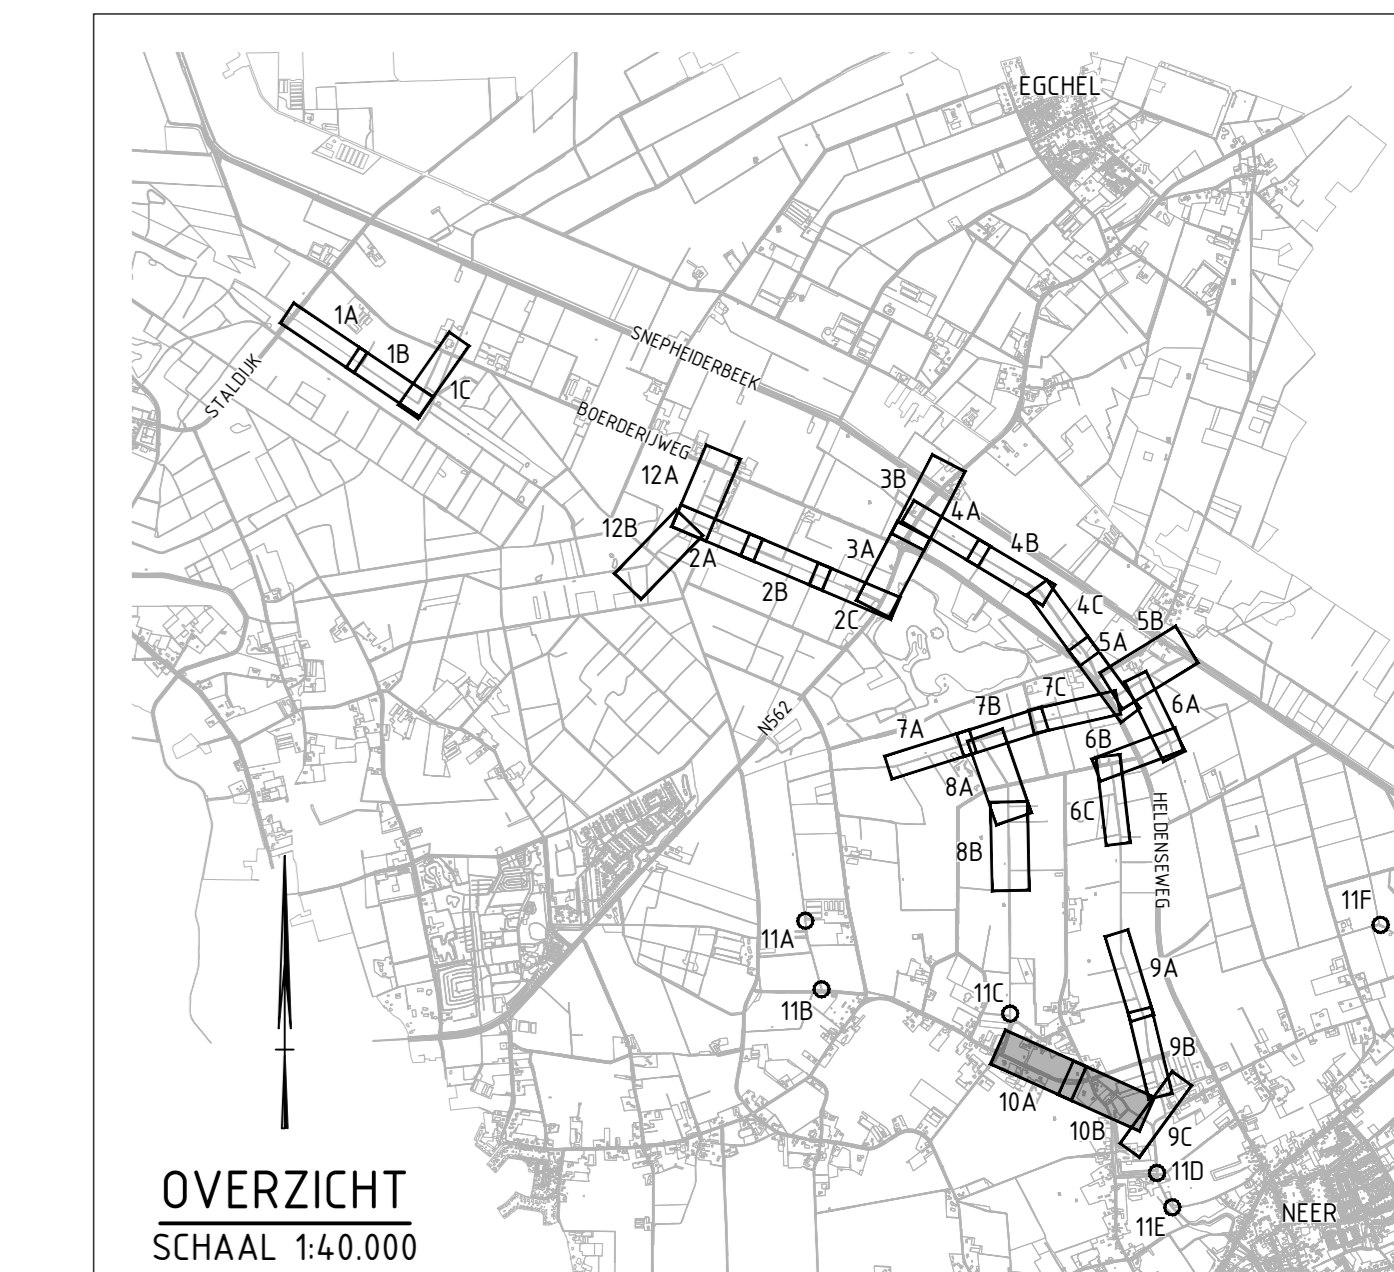 EGCHEL
1A
1B
1C
STALDIJK
SNEPHEIDERBEEK
BOERDERIJWEG
12A
12B
2A
2B
2C
3B
3A
4A
4B
4C
5A
5B
6A
6B
6C
7A
7B
7C
8A
8B
N562
HELDENSEWEG
11A
11B
11C
11F
9A
9B
9C
10A
10B
11D
11E
NEER
OVERZICHT
SCHAAL 1:40.000